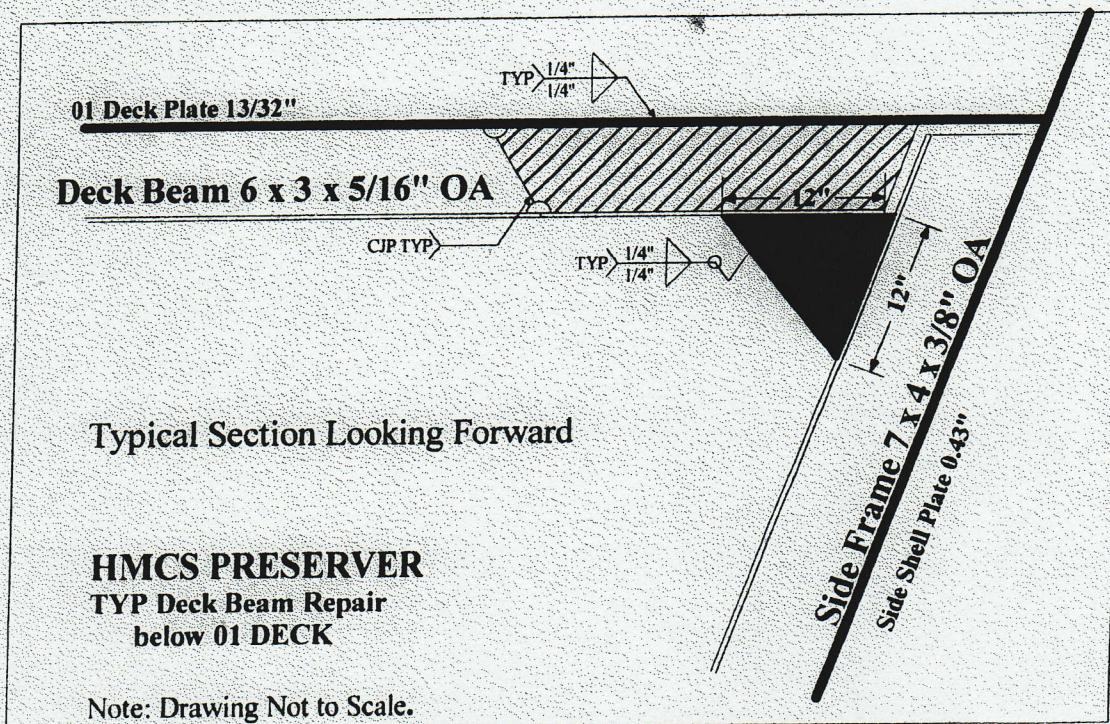 TYP 1/4"
1/4"
01 Deck Plate 13/32"
Deck Beam 6 x 3 x 5/16" OA
12"
CJP TYP
TYP 1/4"
1/4"
12"
Side Frame 7 x 4 x 3/8" OA
Side Shell Plate 0.43"
Typical Section Looking Forward
HMCS PRESERVER
TYP Deck Beam Repair
below 01 DECK
Note: Drawing Not to Scale.